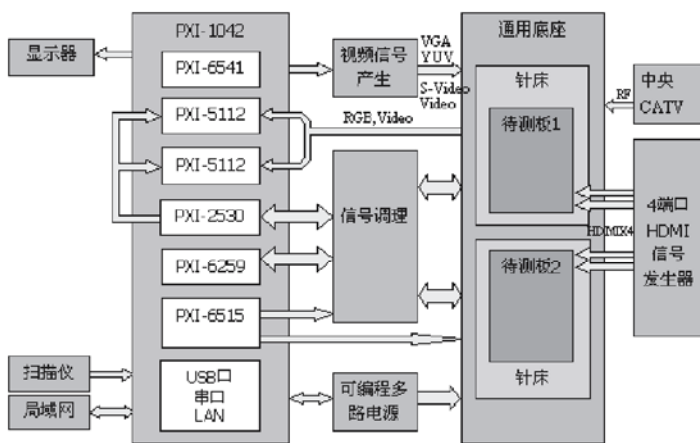 显示器
扫描仪
局域网
PXI-1042
PXI-6541
PXI-5112
PXI-5112
PXI-2530
PXI-6259
PXI-6515
USB口
串口
LAN
视频信号
产生
VGA
YUV
S-Video
Video
RGB,Video
信号调理
可编程多
路电源
通用底座
针床
待测板1
待测板2
针床
RF
中央
CATV
HDMIX4
4端口
HDMI
信号
发生器